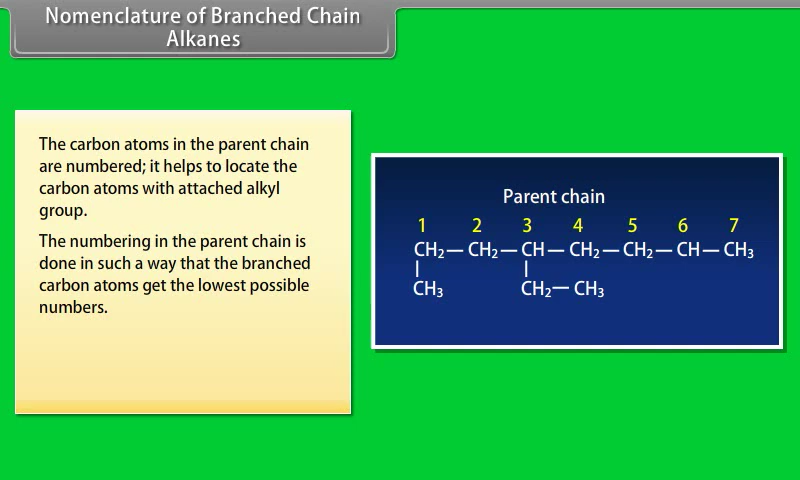 Nomenclature of Branched Chain
Alkanes
The carbon atoms in the parent chain
are numbered; it helps to locate the
carbon atoms with attached alkyl
group.
The numbering in the parent chain is
done in such a way that the branched
carbon atoms get the lowest possible
numbers.
Parent chain
1 2 3 4 5 6 7
CH₂ — CH₂ — CH — CH₂ — CH₂ — CH — CH₃
| |
CH₃ CH₂ — CH₃